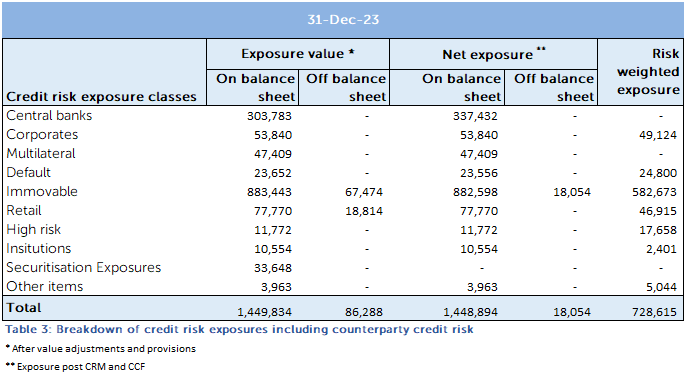 31-Dec-23
Exposure value * Net exposure ** Risk weighted exposure
Credit risk exposure classes On balance sheet Off balance sheet On balance sheet Off balance sheet
Central banks 303,783 - 337,432 - -
Corporates 53,840 - 53,840 - 49,124
Multilateral 47,409 - 47,409 - -
Default 23,652 - 23,556 - 24,800
Immovable 883,443 67,474 882,598 18,054 582,673
Retail 77,770 18,814 77,770 - 46,915
High risk 11,772 - 11,772 - 17,658
Insitutions 10,554 - 10,554 - 2,401
Securitisation Exposures 33,648 - - - -
Other items 3,963 - 3,963 - 5,044
Total 1,449,834 86,288 1,448,894 18,054 728,615
Table 3: Breakdown of credit risk exposures including counterparty credit risk
* After value adjustments and provisions
** Exposure post CRM and CCF